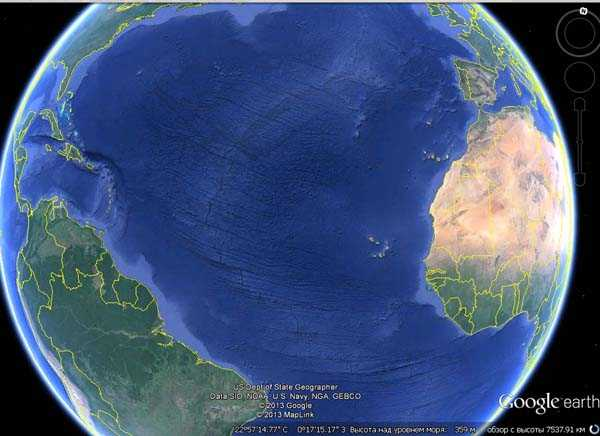 N
US Dept of State Geographer
Data SIO, NOAA, U.S. Navy, NGA, GEBCO
© 2013 Google
© 2013 MapLink
Google earth
22°57'14.77" С 0°17'15.17" З Высота над уровнем моря: 359 м обзор с высоты 7537.91 км